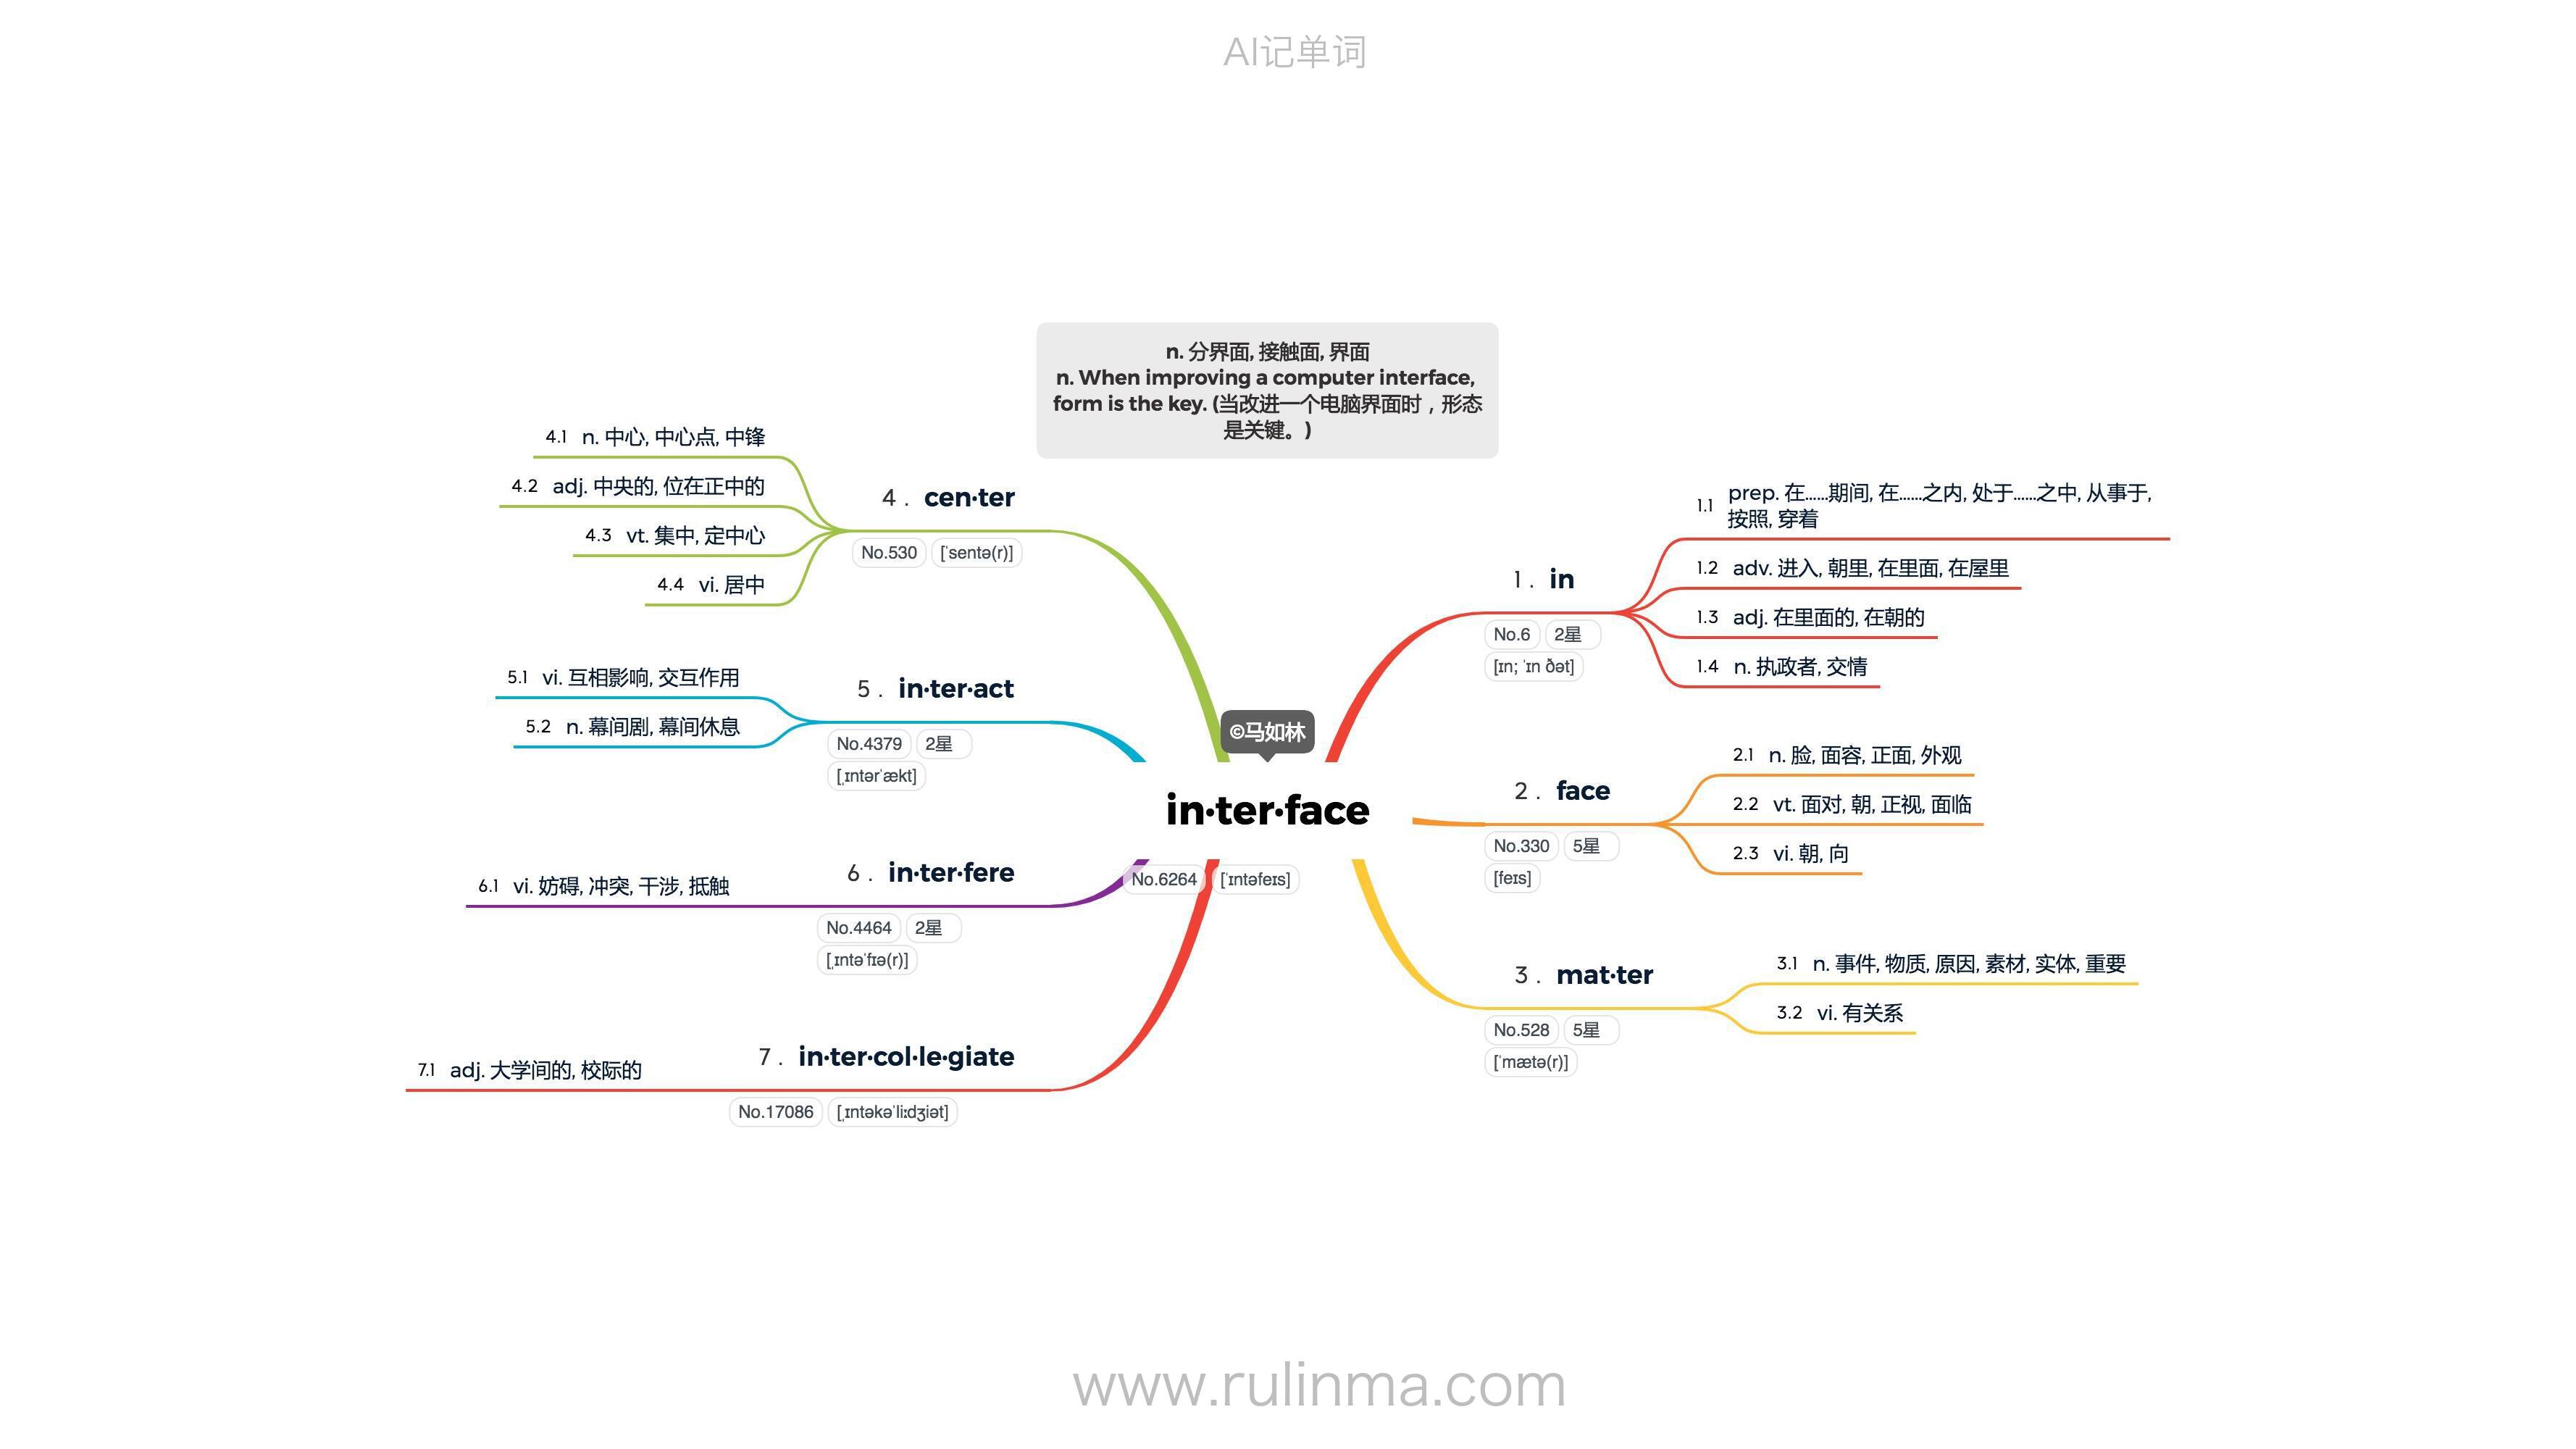 AI记单词
n. 分界面, 接触面, 界面
n. When improving a computer interface,
form is the key. (当改进一个电脑界面时，形态
是关键。)
©马如林
in·ter·face
No.6264 [ˈɪntəfeɪs]
1. in
No.6 2星
[ɪn; ˈɪn ðət]
1.1 prep. 在……期间, 在……之内, 处于……之中, 从事于,
按照, 穿着
1.2 adv. 进入, 朝里, 在里面, 在屋里
1.3 adj. 在里面的, 在朝的
1.4 n. 执政者, 交情
2. face
No.330 5星
[feɪs]
2.1 n. 脸, 面容, 正面, 外观
2.2 vt. 面对, 朝, 正视, 面临
2.3 vi. 朝, 向
3. mat·ter
No.528 5星
[ˈmætə(r)]
3.1 n. 事件, 物质, 原因, 素材, 实体, 重要
3.2 vi. 有关系
4. cen·ter
No.530 [ˈsentə(r)]
4.1 n. 中心, 中心点, 中锋
4.2 adj. 中央的, 位在正中的
4.3 vt. 集中, 定中心
4.4 vi. 居中
5. in·ter·act
No.4379 2星
[ˌɪntərˈækt]
5.1 vi. 互相影响, 交互作用
5.2 n. 幕间剧, 幕间休息
6. in·ter·fere
No.4464 2星
[ˌɪntəˈfɪə(r)]
6.1 vi. 妨碍, 冲突, 干涉, 抵触
7. in·ter·col·le·giate
No.17086 [ˌɪntəkəˈliːdʒiət]
7.1 adj. 大学间的, 校际的
www.rulinma.com